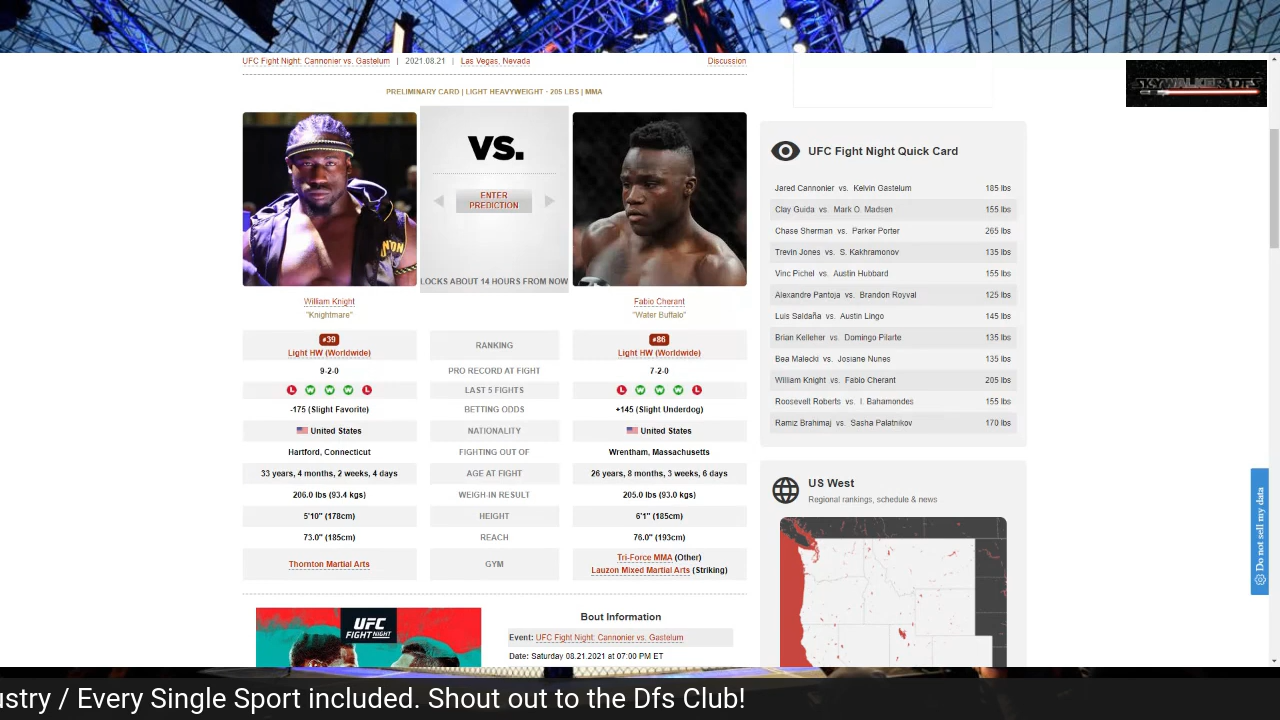 UFC Fight Night: Cannonier vs. Gastelum | 2021.08.21 | Las Vegas, Nevada
Discussion
PRELIMINARY CARD | LIGHT HEAVYWEIGHT · 205 LBS | MMA
VS.
ENTER
PREDICTION
LOCKS ABOUT 14 HOURS FROM NOW
William Knight
"Knightmare"
Fabio Cherant
"Water Buffalo"
#39
Light HW (Worldwide)
RANKING
#86
Light HW (Worldwide)
9-2-0
PRO RECORD AT FIGHT
7-2-0
L W W W L
LAST 5 FIGHTS
L W W W L
-175 (Slight Favorite)
BETTING ODDS
+145 (Slight Underdog)
United States
NATIONALITY
United States
Hartford, Connecticut
FIGHTING OUT OF
Wrentham, Massachusetts
33 years, 4 months, 2 weeks, 4 days
AGE AT FIGHT
26 years, 8 months, 3 weeks, 6 days
206.0 lbs (93.4 kgs)
WEIGH-IN RESULT
205.0 lbs (93.0 kgs)
5'10" (178cm)
HEIGHT
6'1" (185cm)
73.0" (185cm)
REACH
76.0" (193cm)
Thornton Martial Arts
GYM
Tri-Force MMA (Other)
Lauzon Mixed Martial Arts (Striking)
UFC
FIGHT NIGHT
Bout Information
Event: UFC Fight Night: Cannonier vs. Gastelum
Date: Saturday 08.21.2021 at 07:00 PM ET
SKYWALKER DFS
UFC Fight Night Quick Card
Jared Cannonier vs. Kelvin Gastelum 185 lbs
Clay Guida vs. Mark O. Madsen 155 lbs
Chase Sherman vs. Parker Porter 265 lbs
Trevin Jones vs. S. Kakhramonov 135 lbs
Vinc Pichel vs. Austin Hubbard 155 lbs
Alexandre Pantoja vs. Brandon Royval 125 lbs
Luis Saldaña vs. Austin Lingo 145 lbs
Brian Kelleher vs. Domingo Pilarte 135 lbs
Bea Malecki vs. Josiane Nunes 135 lbs
William Knight vs. Fabio Cherant 205 lbs
Roosevelt Roberts vs. I. Bahamondes 155 lbs
Ramiz Brahimaj vs. Sasha Palatnikov 170 lbs
US West
Regional rankings, schedule & news
Do not sell my data
ustry / Every Single Sport included. Shout out to the Dfs Club!